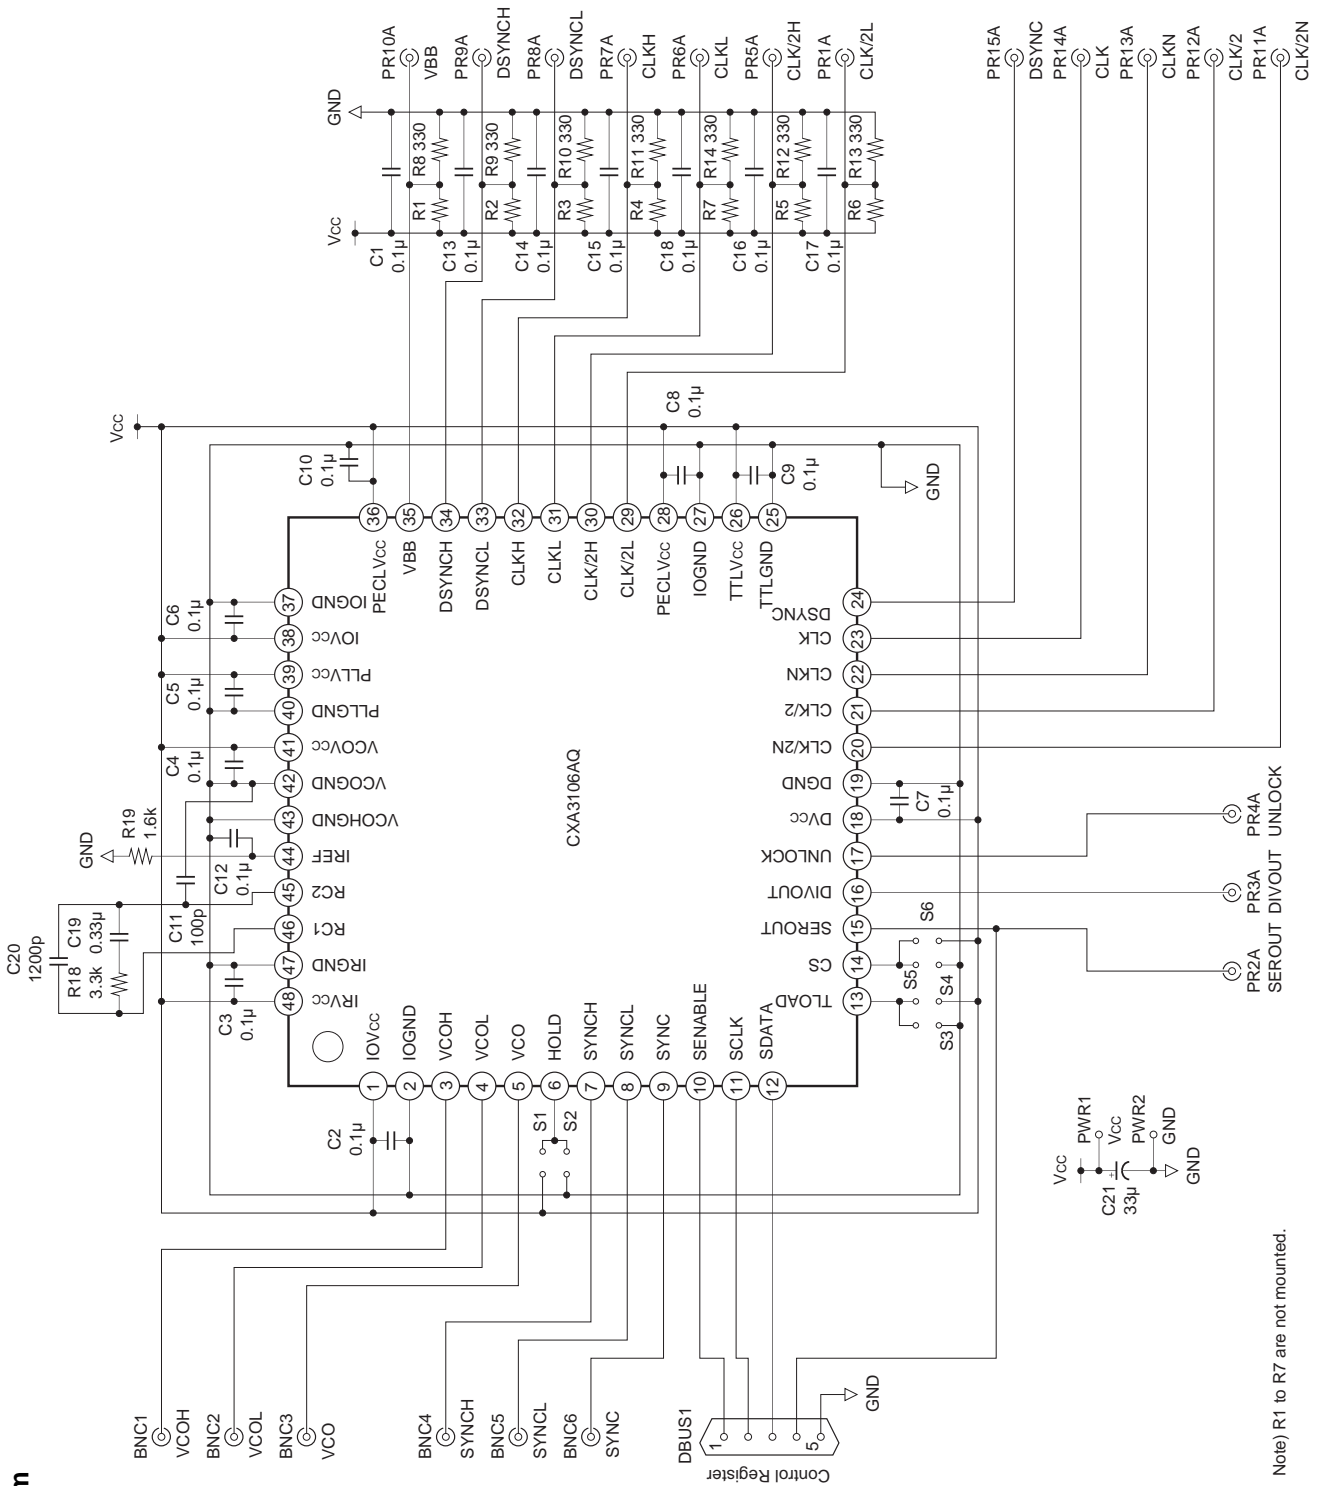 PR10A
VBB
PR9A
DSYNCH
PR8A
DSYNCL
PR7A
CLKH
PR6A
CLKL
PR5A
CLK/2H
PR1A
CLK/2L
PR15A
DSYNC
PR14A
CLK
PR13A
CLKN
PR12A
CLK/2
PR11A
CLK/2N
GND
R8 330
R9 330
R10 330
R11 330
R14 330
R12 330
R13 330
R1
R2
R3
R4
R7
R5
R6
Vcc
C1
0.1µ
C13
0.1µ
C14
0.1µ
C15
0.1µ
C18
0.1µ
C16
0.1µ
C17
0.1µ
Vcc
C10
0.1µ
C8
0.1µ
C9
0.1µ
GND
36
35
34
33
32
31
30
29
28
27
26
25
PECLVcc
VBB
DSYNCH
DSYNCL
CLKH
CLKL
CLK/2H
CLK/2L
PECLVcc
IOGND
TTLVcc
TTLGND
C6
0.1µ
C5
0.1µ
C4
0.1µ
R19
1.6k
GND
C12
0.1µ
C11
100p
C19
0.33µ
R18
3.3k
C20
1200p
C3
0.1µ
37
IOGND
38
IOVcc
39
PLLVcc
40
PLLGND
41
VCOVcc
42
VCOGND
43
VCOHGND
44
IREF
45
RC2
46
RC1
47
IRGND
48
IRVcc
CXA3106AQ
24
DSYNC
23
CLK
22
CLKN
21
CLK/2
20
CLK/2N
19
DGND
18
DVcc
17
UNLOCK
16
DIVOUT
15
SEROUT
14
CS
13
TLOAD
C7
0.1µ
S6
S5
S4
S3
PR4A
UNLOCK
PR3A
DIVOUT
PR2A
SEROUT
IOVcc
IOGND
VCOH
VCOL
VCO
HOLD
SYNCH
SYNCL
SYNC
SENABLE
SCLK
SDATA
1
2
3
4
5
6
7
8
9
10
11
12
C2
0.1µ
S1
S2
Vcc
PWR1
Vcc
PWR2
GND
GND
C21
33µ
+
BNC1
VCOH
BNC2
VCOL
BNC3
VCO
BNC4
SYNCH
BNC5
SYNCL
BNC6
SYNC
DBUS1
1
5
Control Register
GND
Note) R1 to R7 are not mounted.